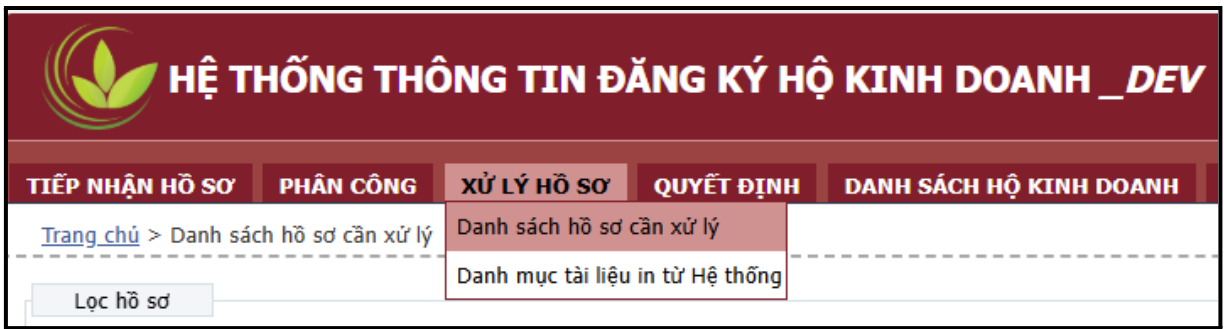 HỆ THỐNG THÔNG TIN ĐĂNG KÝ HỘ KINH DOANH _DEV
TIẾP NHẬN HỒ SƠ PHÂN CÔNG XỬ LÝ HỒ SƠ QUYẾT ĐỊNH DANH SÁCH HỘ KINH DOANH
Trang chủ > Danh sách hồ sơ cần xử lý
Danh sách hồ sơ cần xử lý
Danh mục tài liệu in từ Hệ thống
Lọc hồ sơ